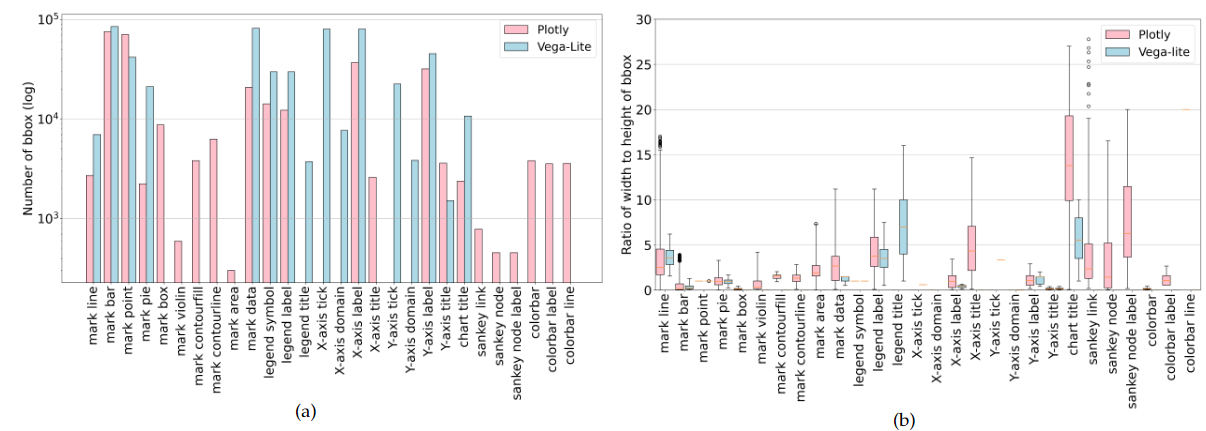 Number of bbox (log)
10^5
10^4
10^3
Plotly
Vega-Lite
mark line
mark bar
mark point
mark pie
mark box
mark violin
mark contourfill
mark contourline
mark area
mark data
legend symbol
legend label
legend title
X-axis tick
X-axis domain
X-axis label
X-axis title
Y-axis tick
Y-axis domain
Y-axis label
Y-axis title
chart title
sankey link
sankey node
sankey node label
colorbar
colorbar label
colorbar line
(a)
Ratio of width to height of bbox
30
25
20
15
10
5
0
Plotly
Vega-lite
mark line
mark bar
mark point
mark pie
mark box
mark violin
mark contourfill
mark contourline
mark area
mark data
legend symbol
legend label
legend title
X-axis tick
X-axis domain
X-axis label
X-axis title
Y-axis tick
Y-axis domain
Y-axis label
Y-axis title
chart title
sankey link
sankey node
sankey node label
colorbar
colorbar label
colorbar line
(b)